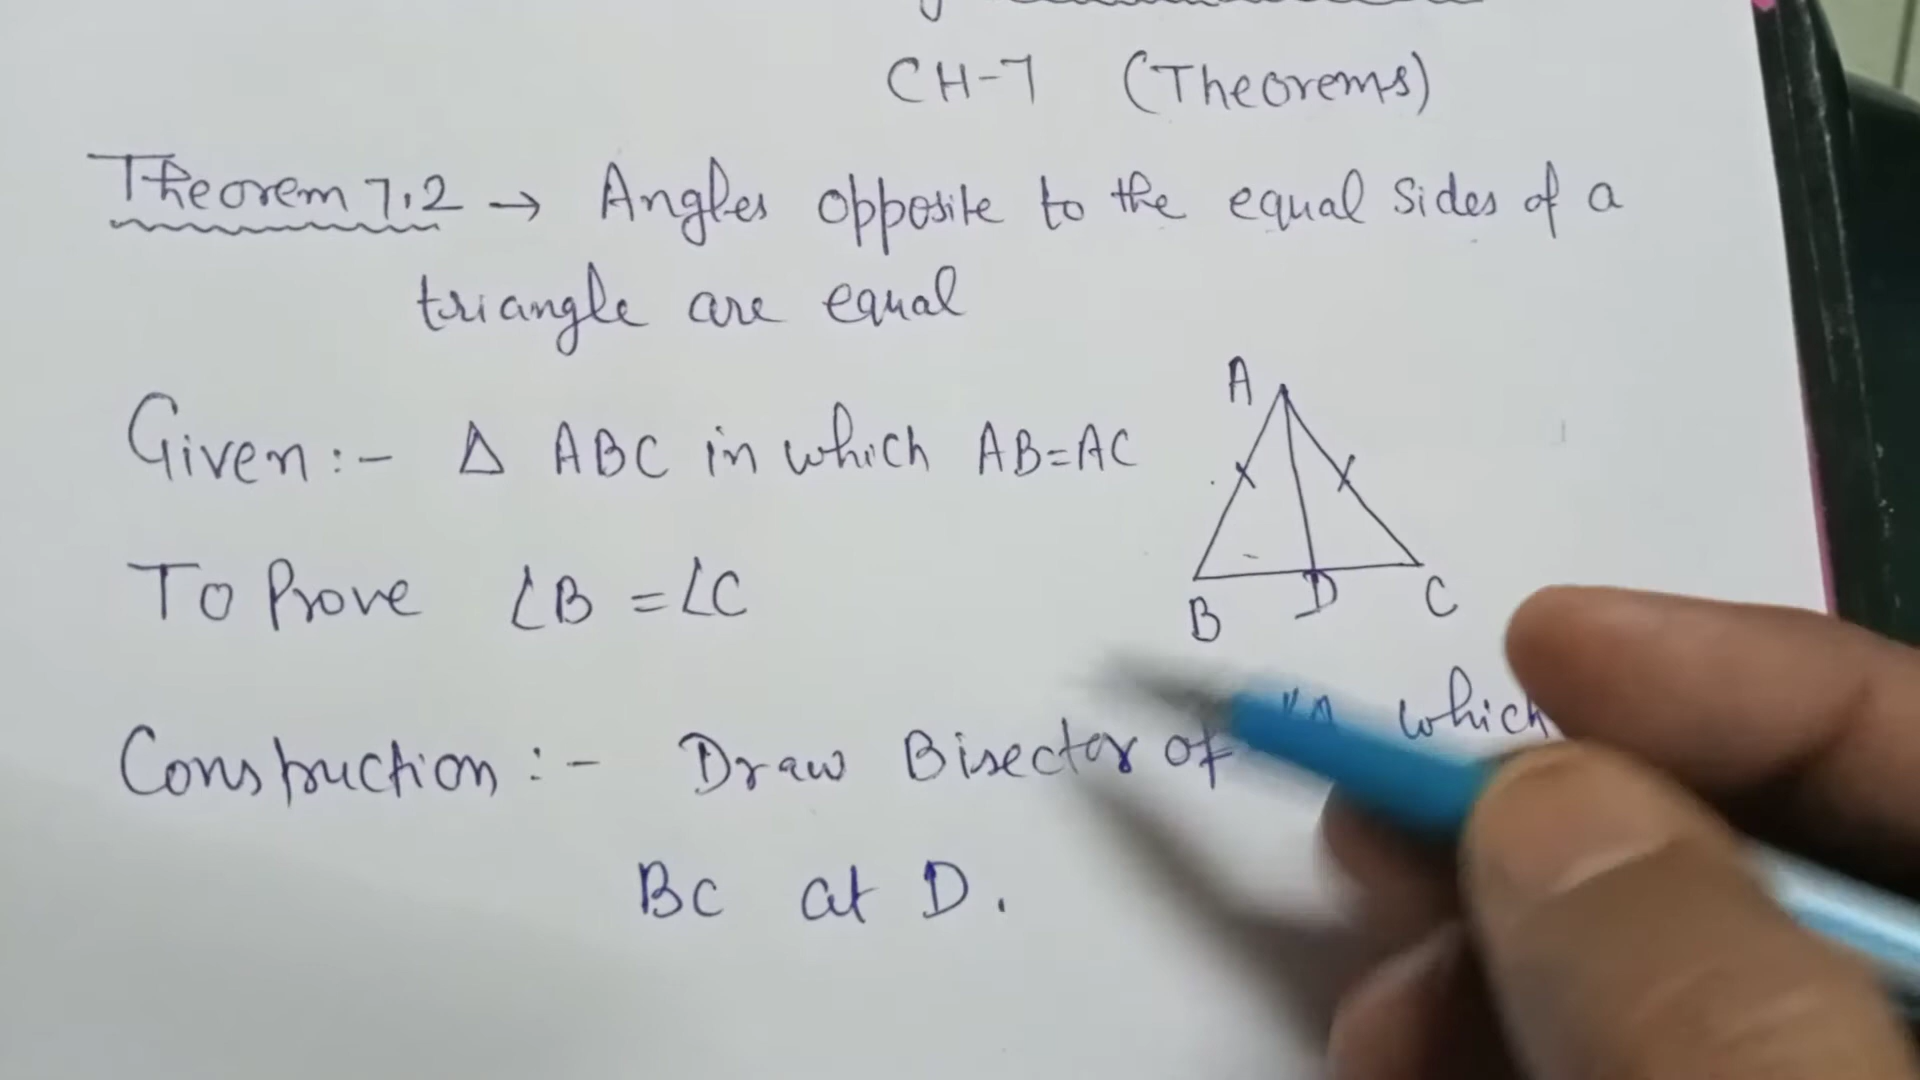 CH-7 (Theorems)
Theorem 7.2 → Angles opposite to the equal sides of a
triangle are equal
Given :- △ ABC in which AB=AC
To Prove ∠B = ∠C
A
B D C
Construction :- Draw Bisector of which
BC at D.